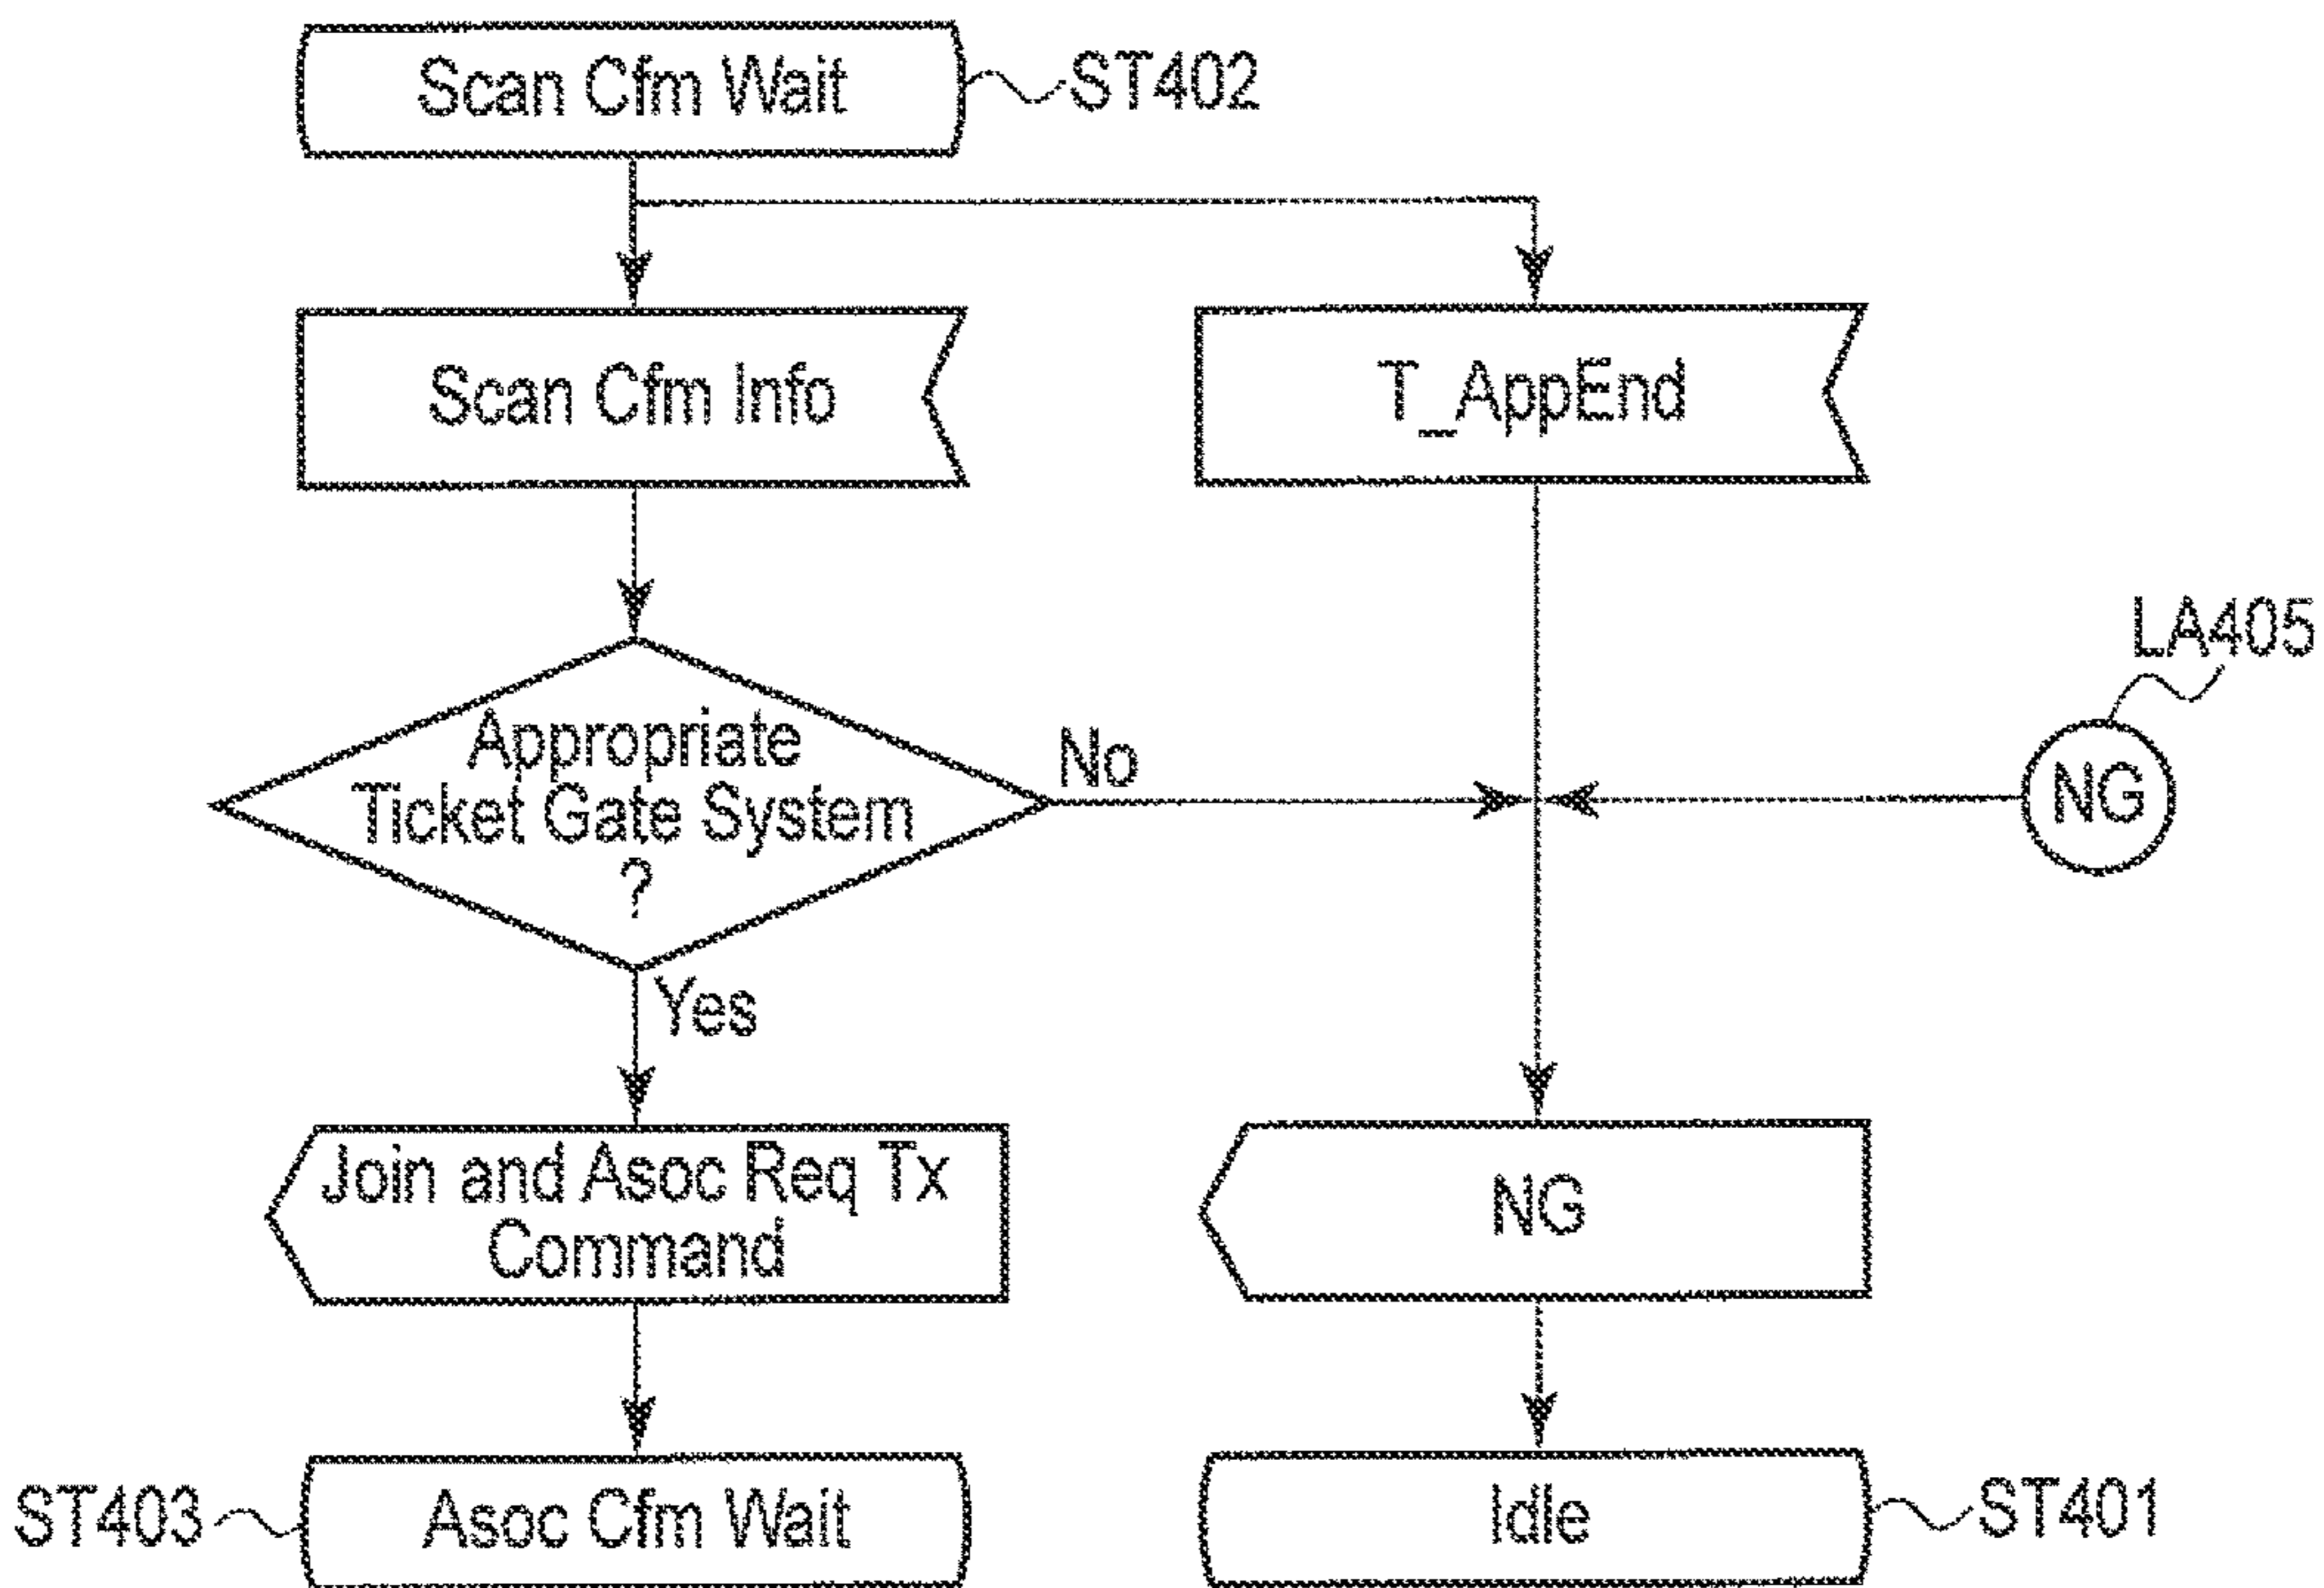 Scan Cfm Wait
ST402
Scan Cfm Info
T_AppEnd
LA405
Appropriate
Ticket Gate System
?
No
NG
Yes
Join and Asoc Req Tx
Command
NG
ST403
Asoc Cfm Wait
Idle
ST401